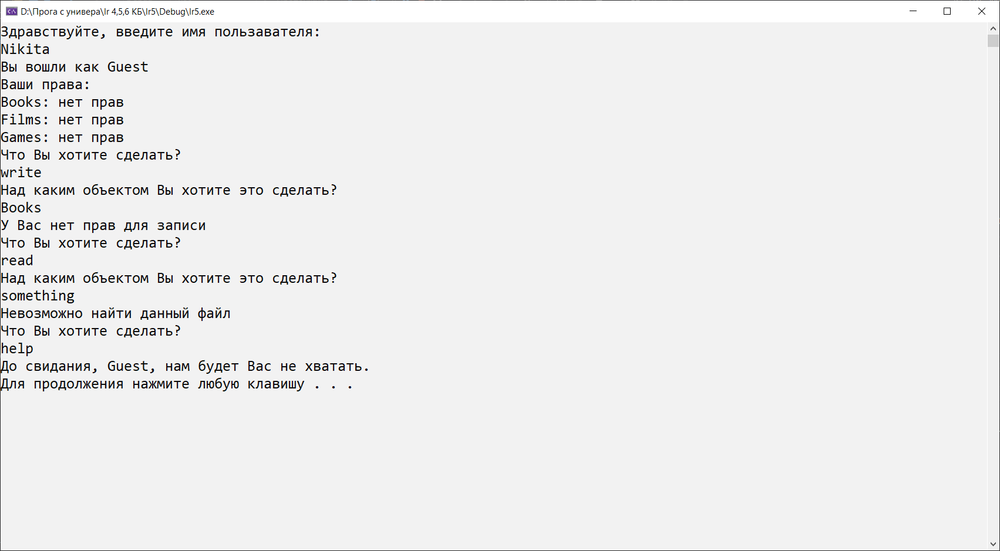 D:\Прога с универа\lr 4,5,6 КБ\lr5\Debug\lr5.exe
Здравствуйте, введите имя пользавателя:
Nikita
Вы вошли как Guest
Ваши права:
Books: нет прав
Films: нет прав
Games: нет прав
Что Вы хотите сделать?
write
Над каким объектом Вы хотите это сделать?
Books
У Вас нет прав для записи
Что Вы хотите сделать?
read
Над каким объектом Вы хотите это сделать?
something
Невозможно найти данный файл
Что Вы хотите сделать?
help
До свидания, Guest, нам будет Вас не хватать.
Для продолжения нажмите любую клавишу . . .